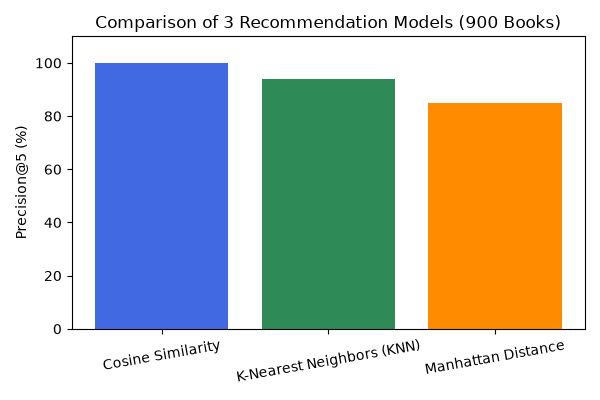 Comparison of 3 Recommendation Models (900 Books)
Precision@5 (%)
100
80
60
40
20
0
Cosine Similarity
K-Nearest Neighbors (KNN)
Manhattan Distance